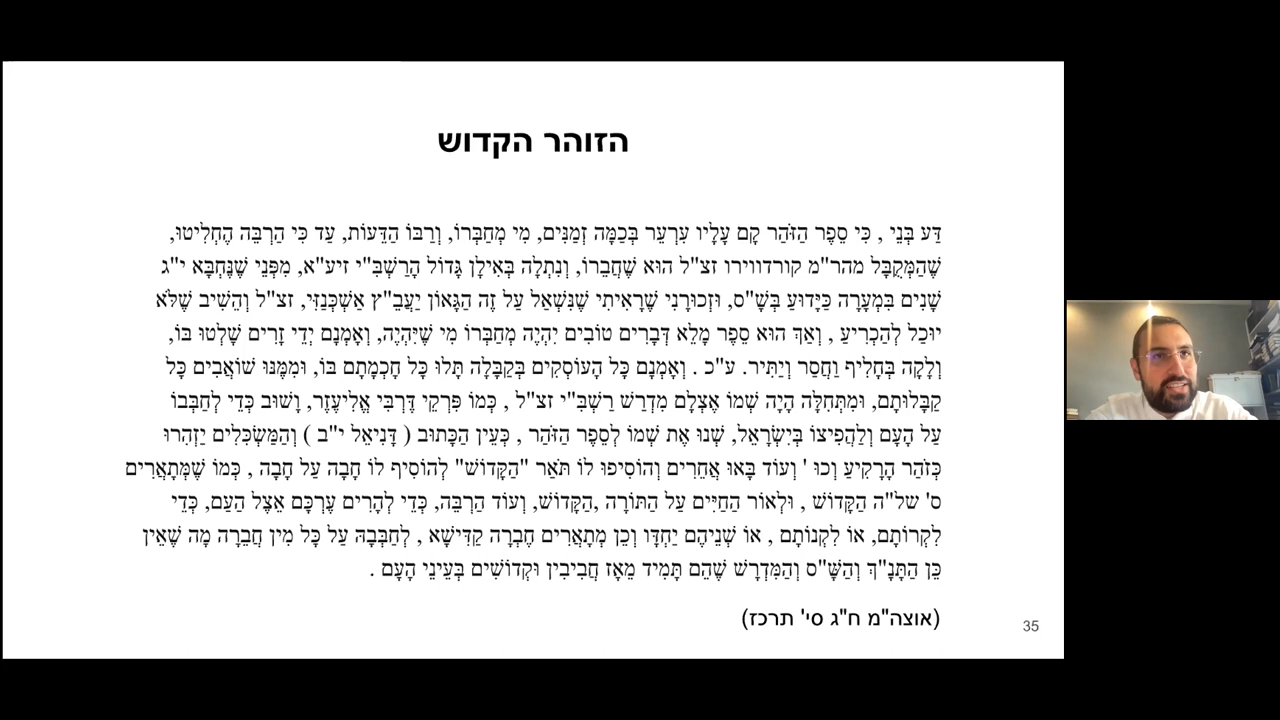 הזוהר הקדוש
דַּע בְּנִי , כִּי סֵפֶר הַזֹּהַר קָם עָלָיו עִרְעֵר בְּכַמָּה זְמַנִּים, מִי מְחַבְּרוֹ, וְרַבּוֹ הַדֵּעוֹת, עַד כִּי הַרְבֵּה הֶחְלִיטוּ,
שֶׁהַמְּקֻבָּל מהר"מ קורדווירו זצ"ל הוּא שֶׁחֲבֵרוֹ, וְנִתְלָה בְּאִילָן גָּדוֹל הָרַשְׁבִּ"י זיע"א, מִפְּנֵי שֶׁנֶּחְבָּא י"ג
שָׁנִים בִּמְעָרָה כַּיָּדוּעַ בְּשָׁ"ס, וּזְכוּרְנִי שֶׁרָאִיתִי שֶׁנִּשְׁאַל עַל זֶה הַגָּאוֹן יַעֲבֵ"ץ אַשְׁכְּנַזִּי, זצ"ל וְהֵשִׁיב שֶׁלֹּא
יוּכַל לְהַכְרִיעַ , וְאַךְ הוּא סֵפֶר מָלֵא דְּבָרִים טוֹבִים יִהְיֶה מְחַבְּרוֹ מִי שֶׁיִּהְיֶה, וְאָמְנָם יְדֵי זָרִים שָׁלְטוּ בּוֹ,
וְלָקָה בְּחָלִיף וַחֲסַר וְיַתִּיר. ע"כ . וְאָמְנָם כָּל הָעוֹסְקִים בְּקַבָּלָה תָּלוּ כָּל חָכְמָתָם בּוֹ, וּמִמֶּנּוּ שׁוֹאֲבִים כָּל
קַבָּלוּתָם, וּמִתְּחִלָּה הָיָה שְׁמוֹ אֶצְלָם מִדְרַשׁ רַשְׁבִּ"י זצ"ל , כְּמוֹ פִּרְקֵי דְּרַבִּי אֱלִיעֶזֶר, וָשׁוּב כְּדֵי לְחַבְּבוֹ
עַל הָעָם וְלַהֲפִיצוֹ בְּיִשְׂרָאֵל, שָׁנוּ אֶת שְׁמוֹ לְסֵפֶר הַזֹּהַר , כְּעֵין הַכָּתוּב ( דָּנִיאֵל י"ב ) וְהַמַּשְׂכִּלִים יַזְהִרוּ
כְּזֹהַר הָרָקִיעַ וְכוּ ' וְעוֹד בָּאוּ אֲחֵרִים וְהוֹסִיפוּ לוֹ תֹּאַר "הַקָּדוֹשׁ" לְהוֹסִיף לוֹ חִבָּה עַל חִבָּה , כְּמוֹ שֶׁמְּתָאֲרִים
ס' של"ה הַקָּדוֹשׁ , וּלְאוֹר הַחַיִּים עַל הַתּוֹרָה ,הַקָּדוֹשׁ, וְעוֹד הַרְבֵּה, כְּדֵי לְהָרִים עֶרְכָּם אֵצֶל הַעַם, כְּדֵי
לִקְרוֹתָם, אוֹ לִקְנוֹתָם , אוֹ שְׁנֵיהֶם יַחְדָּו וְכֵן מְתָאֲרִים חֶבְרָה קַדִּישָׁא , לְחַבְּבָהּ עַל כָּל מִין חֲבֵרָה מָה שֶׁאֵין
כֵּן הַתָּנָ"ךְ וְהַשָּׁ"ס וְהַמִּדְרָשׁ שֶׁהֵם תָּמִיד מֵאָז חֲבִיבִין וּקְדוֹשִׁים בְּעֵינֵי הָעָם .
(אוצה"מ ח"ג סי' תרכז)
35